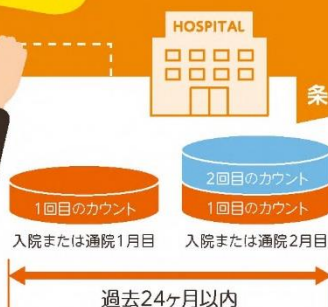 HOSPITAL
条
2回目のカウント
1回目のカウント
1回目のカウント
入院または通院1月目
入院または通院2月目
過去24ヶ月以内